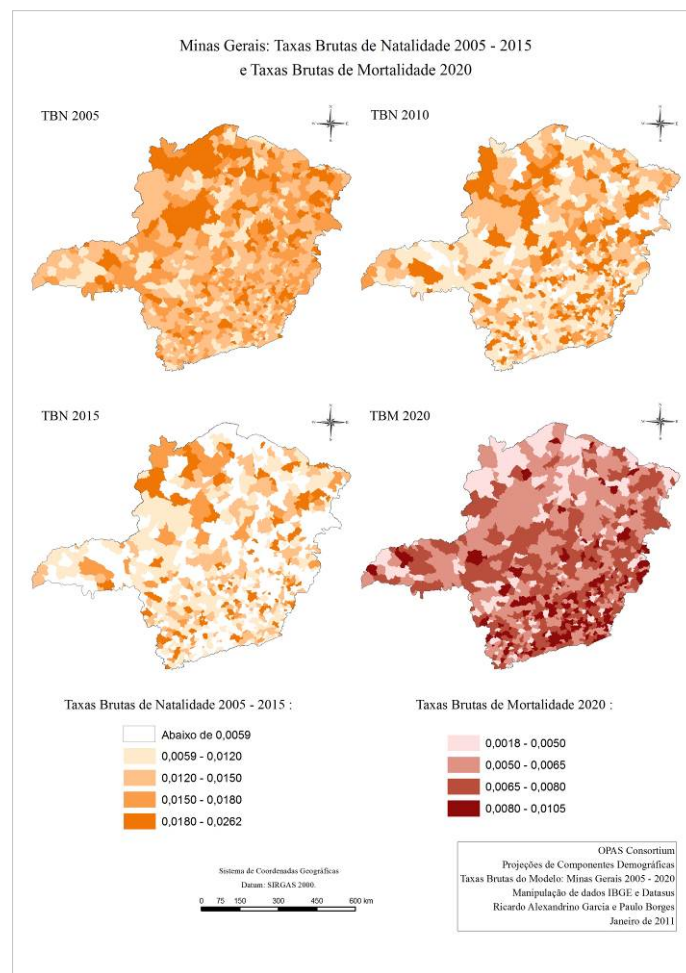 Minas Gerais: Taxas Brutas de Natalidade 2005 - 2015
e Taxas Brutas de Mortalidade 2020
TBN 2005
TBN 2010
TBN 2015
TBM 2020
Taxas Brutas de Natalidade 2005 - 2015 :
Abaixo de 0,0059
0,0059 - 0,0120
0,0120 - 0,0150
0,0150 - 0,0180
0,0180 - 0,0262
Taxas Brutas de Mortalidade 2020 :
0,0018 - 0,0050
0,0050 - 0,0065
0,0065 - 0,0080
0,0080 - 0,0105
Sistema de Coordenadas Geográficas
Datum: SIRGAS 2000.
0 75 150 300 450 600 km
OPAS Consortium
Projeções de Componentes Demográficas
Taxas Brutas do Modelo: Minas Gerais 2005 - 2020
Manipulação de dados IBGE e Datasus
Ricardo Alexandrino Garcia e Paulo Borges
Janeiro de 2011